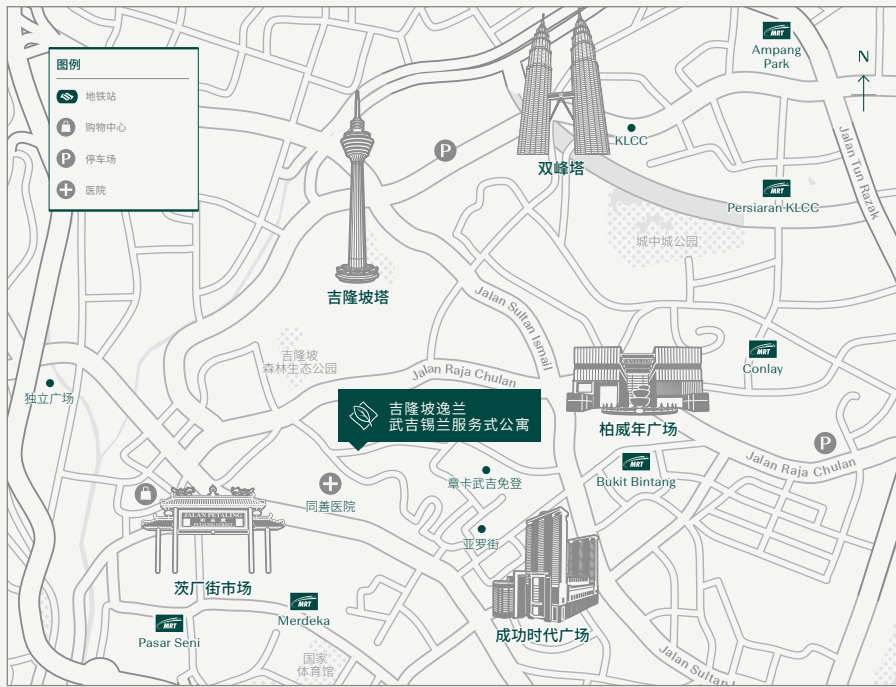 图例
地铁站
购物中心
停车场
医院
MRT
Ampang
Park
N
P
KLCC
双峰塔
Jalan Tun Razak
MRT
Persiaran KLCC
城中城公园
吉隆坡塔
Jalan Sultan Ismail
吉隆坡
森林生态公园
Jalan Raja Chulan
PAVILION
MRT
Conlay
独立广场
吉隆坡逸兰
武吉锡兰服务式公寓
柏威年广场
P
Jalan Raja Chulan
MRT
Bukit Bintang
章卡武吉免登
同善医院
JALAN PETALING
亚罗街
茨厂街市场
MRT
Merdeka
MRT
Pasar Seni
成功时代广场
国家
体育馆
Jalan Sultan I